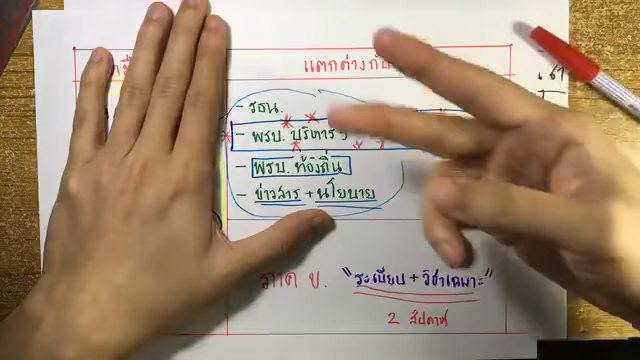 แตกต่างกั
- รธน.
- พรบ. บริหาร ร
- พรบ. ท้องถิ่น
- ข่าวสาร + นโยบาย
ภาค ข. "ระเบียบ + วิชาเฉพาะ"
2 สัปดาห์